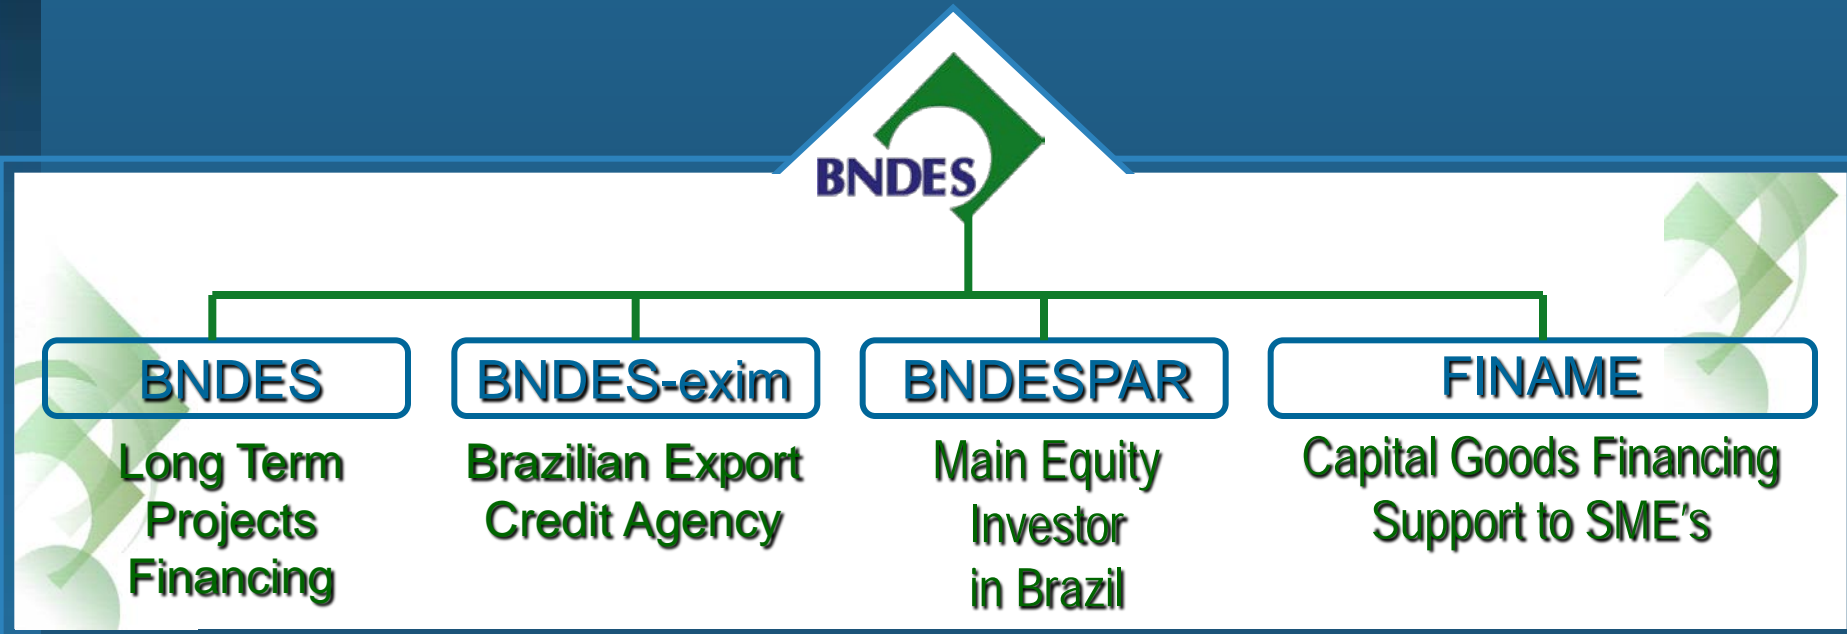 BNDES
BNDES
Long Term
Projects
Financing
BNDES-exim
Brazilian Export
Credit Agency
BNDESPAR
Main Equity
Investor
in Brazil
FINAME
Capital Goods Financing
Support to SME's